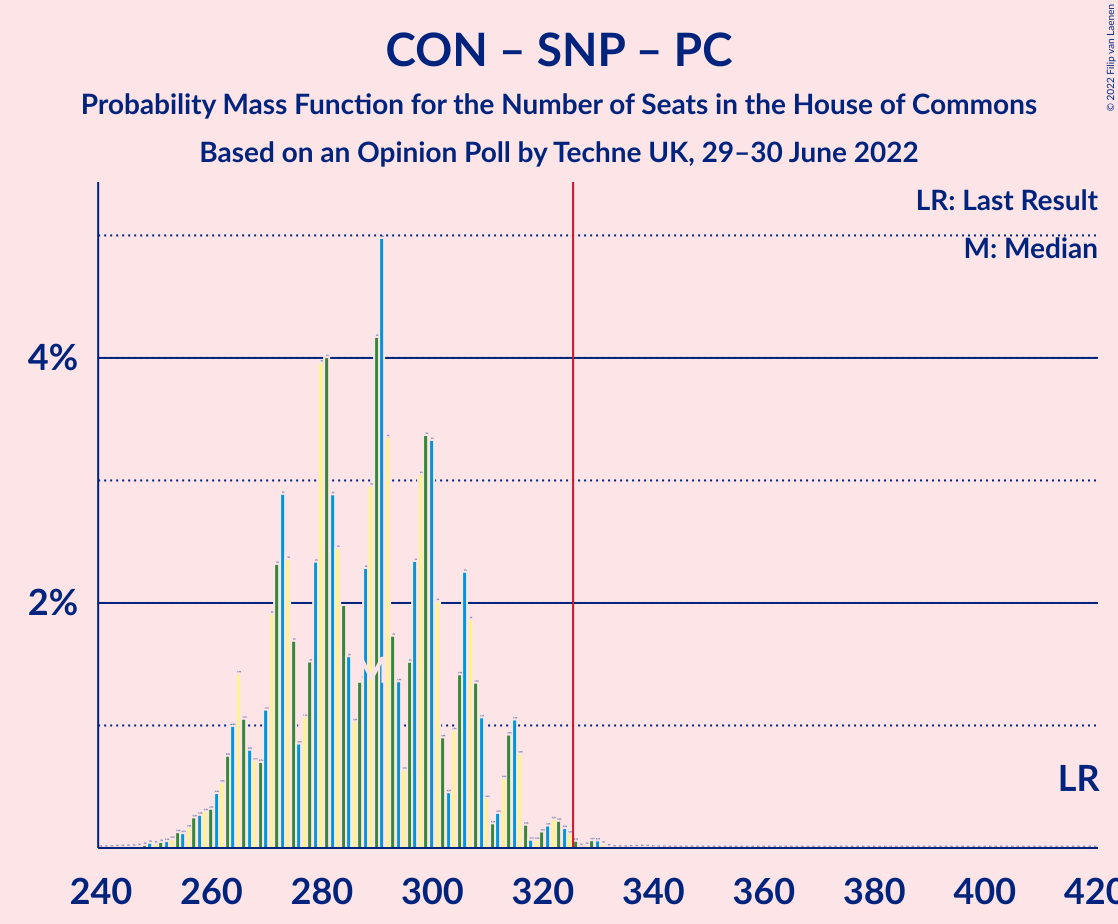 CON – SNP – PC
Probability Mass Function for the Number of Seats in the House of Commons
Based on an Opinion Poll by Techne UK, 29–30 June 2022
© 2022 Filip van Laenen
LR: Last Result
M: Median
4%
2%
M
LR
240 260 280 300 320 340 360 380 400 420